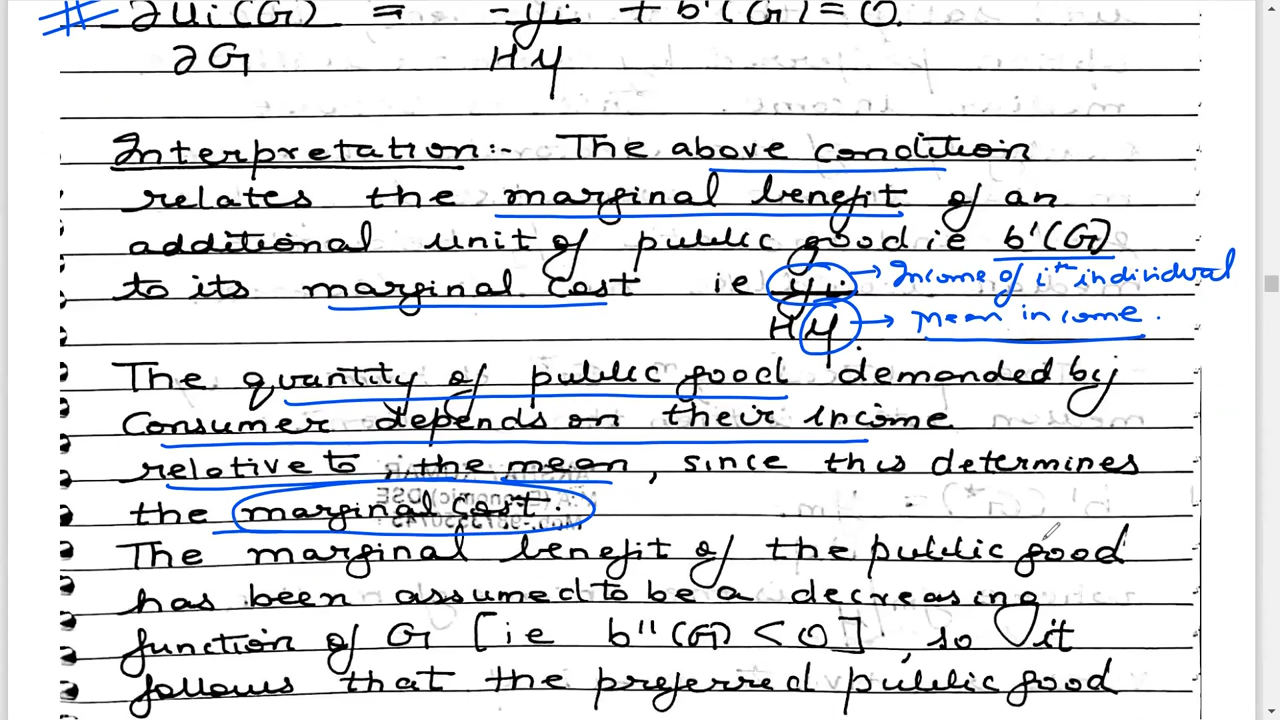 # ∂Ui(G) = -yi + b'(G) = 0.
∂G Hy
Interpretation:- The above condition
relates the marginal benefit of an
additional unit of public good ie b'(G)
to its marginal cost ie yi → Income of ith individual
Hy. → Mean income.
The quantity of public good demanded by
Consumer depends on their income
relative to the mean, since this determines
the marginal cost.
The marginal benefit of the public good
has been assumed to be a decreasing
function of G [ie b''(G) < 0], so it
follows that the preferred public good